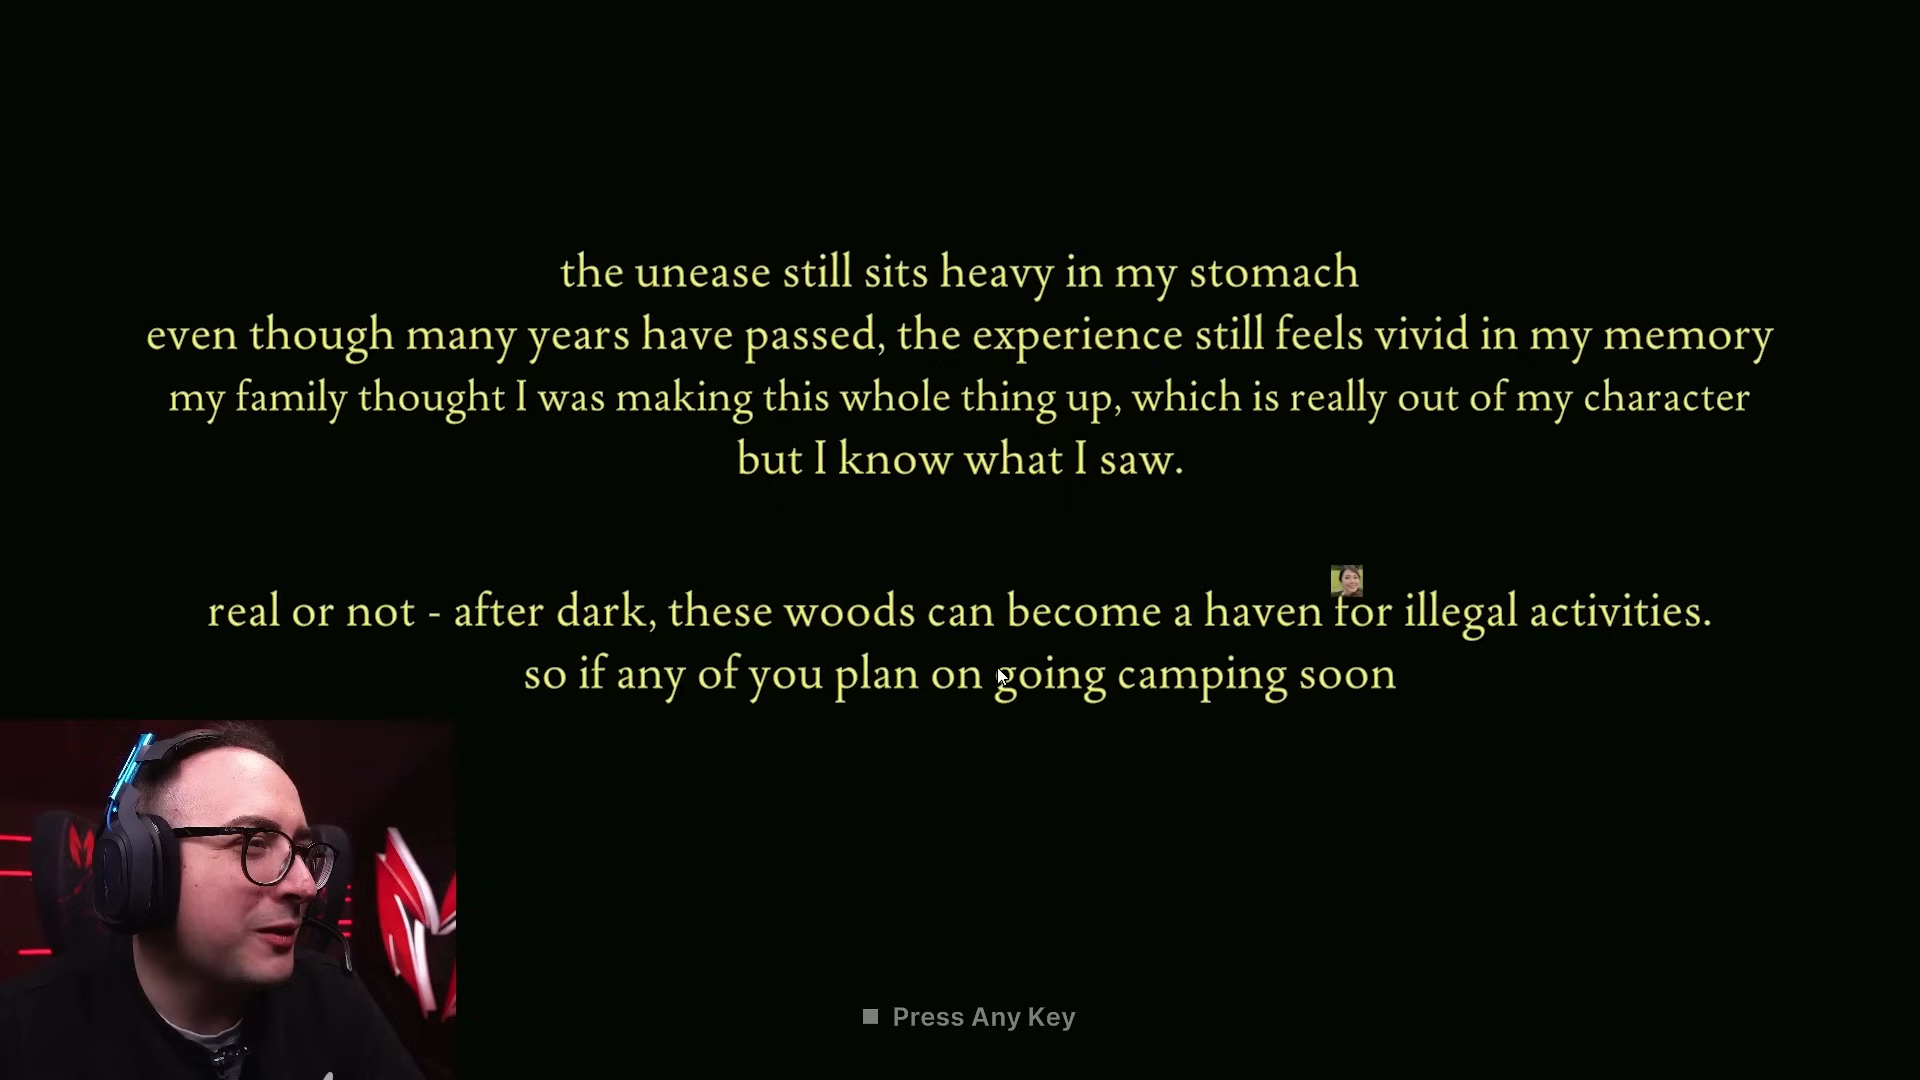 the unease still sits heavy in my stomach
even though many years have passed, the experience still feels vivid in my memory
my family thought I was making this whole thing up, which is really out of my character
but I know what I saw.
real or not - after dark, these woods can become a haven for illegal activities.
so if any of you plan on going camping soon
Press Any Key